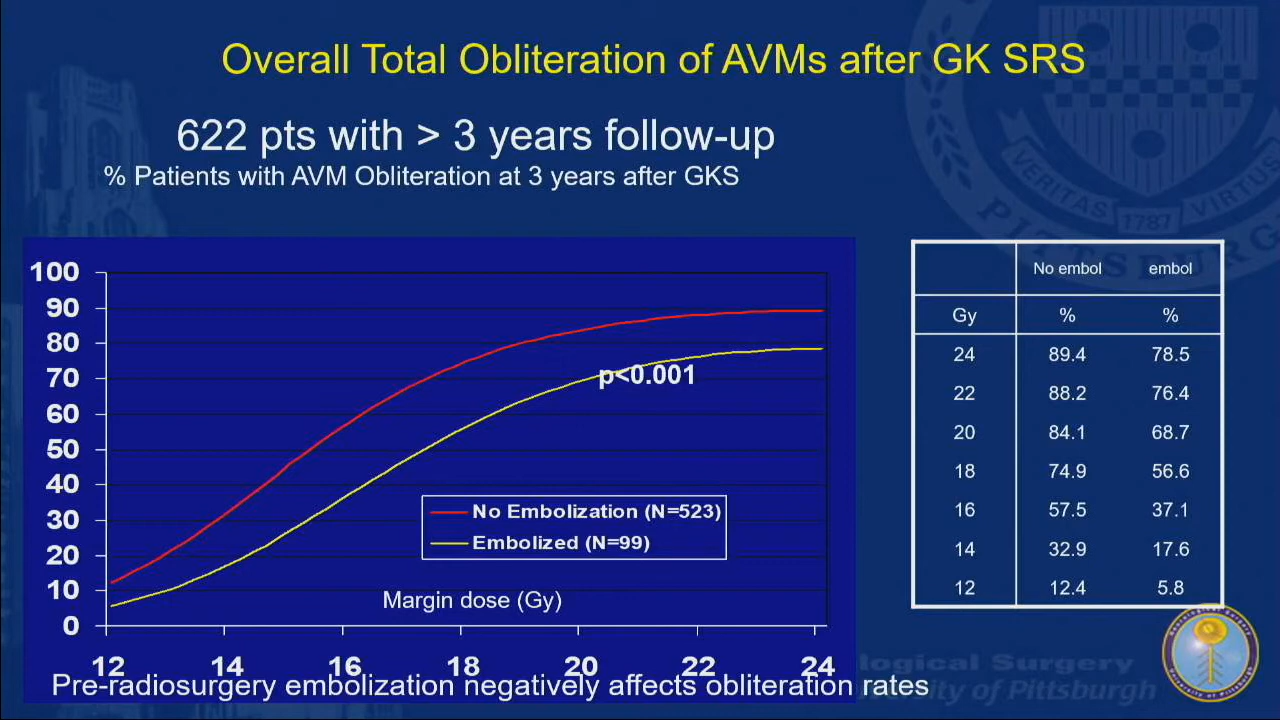 Overall Total Obliteration of AVMs after GK SRS
622 pts with > 3 years follow-up
% Patients with AVM Obliteration at 3 years after GKS
100
90
80
70
60
50
40
30
20
10
0
p<0.001
No Embolization (N=523)
Embolized (N=99)
Margin dose (Gy)
12 14 16 18 20 22 24
Pre-radiosurgery embolization negatively affects obliteration rates
No embol embol
Gy % %
24 89.4 78.5
22 88.2 76.4
20 84.1 68.7
18 74.9 56.6
16 57.5 37.1
14 32.9 17.6
12 12.4 5.8
VERITAS VIRTUS
1787
PITTSBURG
logical Surgery
of Pittsburgh